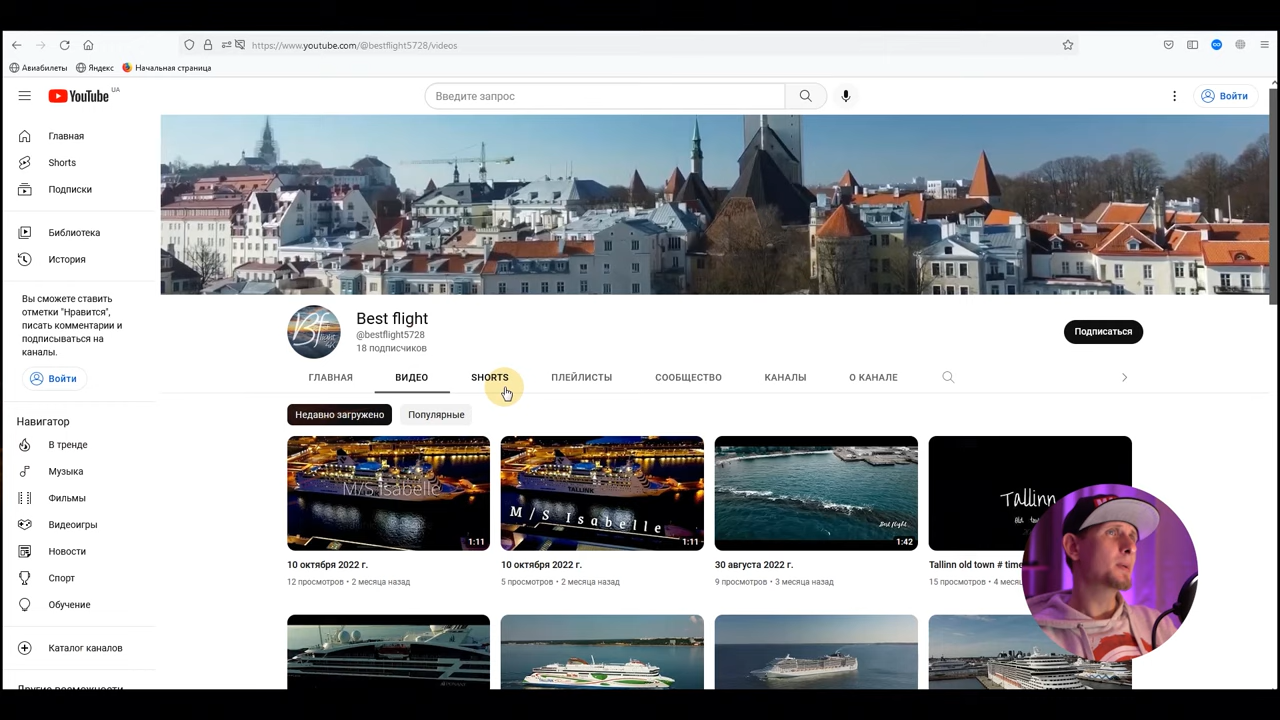 https://www.youtube.com/@bestflight5728/videos
Авиабилеты
Яндекс
Начальная страница
YouTube
UA
Введите запрос
Войти
Главная
Shorts
Подписки
Библиотека
История
Вы сможете ставить
отметки "Нравится",
писать комментарии и
подписываться на
каналы.
Войти
Навигатор
В тренде
Музыка
Фильмы
Видеоигры
Новости
Спорт
Обучение
Каталог каналов
Другие возможности
Bf
Best flight
@bestflight5728
18 подписчиков
Подписаться
ГЛАВНАЯ
ВИДЕО
SHORTS
ПЛЕЙЛИСТЫ
СООБЩЕСТВО
КАНАЛЫ
О КАНАЛЕ
Недавно загружено
Популярные
M/S Isabelle
1:11
TALLINK
M/S Isabelle
1:11
Best flight
1:42
Tallinn
10 октября 2022 г.
12 просмотров • 2 месяца назад
10 октября 2022 г.
5 просмотров • 2 месяца назад
30 августа 2022 г.
9 просмотров • 3 месяца назад
Tallinn old town # time
15 просмотров • 4 меся